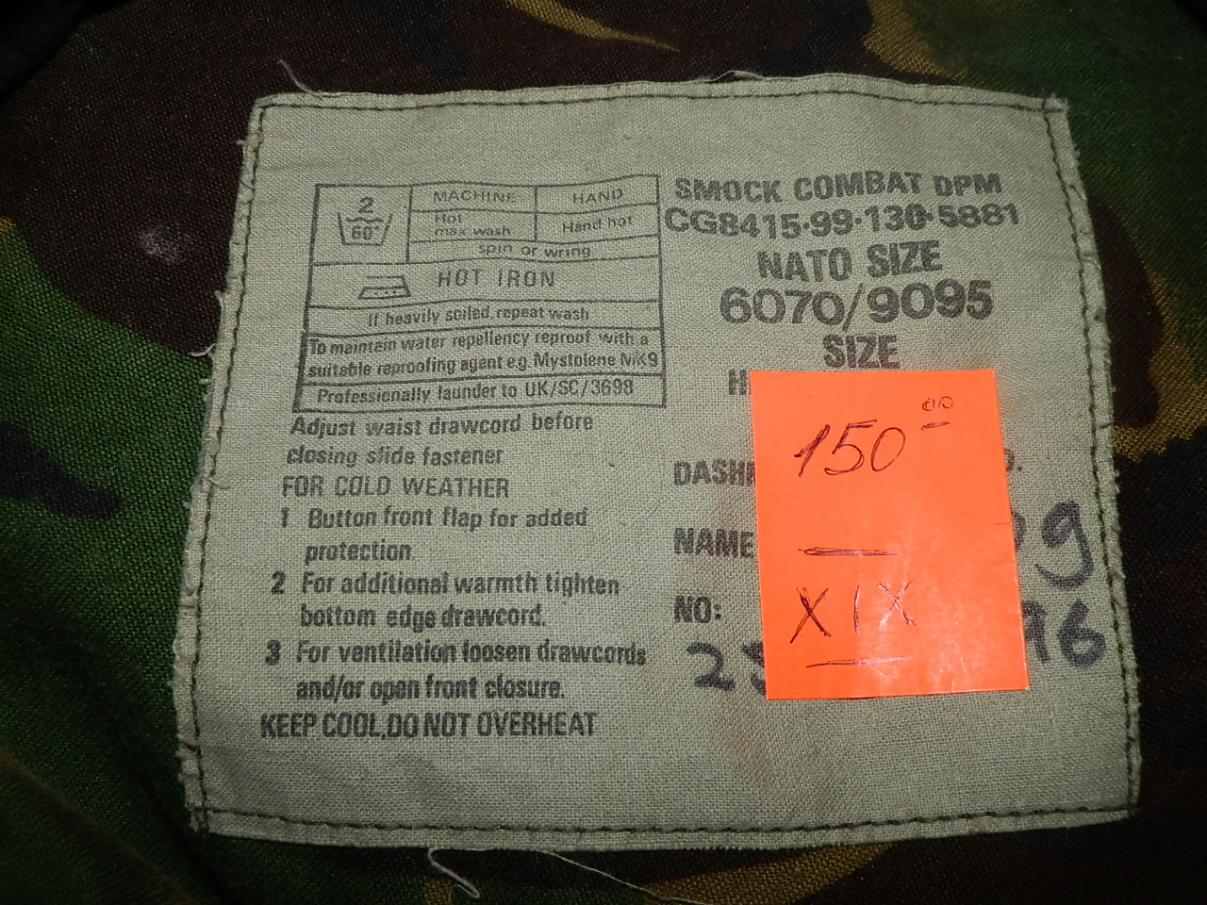 2
60°
MACHINE
HAND
Hot
max wash
Hand hot
spin or wring
HOT IRON
If heavily soiled, repeat wash
To maintain water repellency reproof with a
suitable reproofing agent e.g. Mystolene MK9
Professionally launder to UK/SC/3698
Adjust waist drawcord before
closing slide fastener
FOR COLD WEATHER
1 Button front flap for added
protection
2 For additional warmth tighten
bottom edge drawcord.
3 For ventilation loosen drawcords
and/or open front closure.
KEEP COOL, DO NOT OVERHEAT
SMOCK COMBAT DPM
CG8415·99·130·5881
NATO SIZE
6070/9095
SIZE
NAME
NO:
150 00
XIX